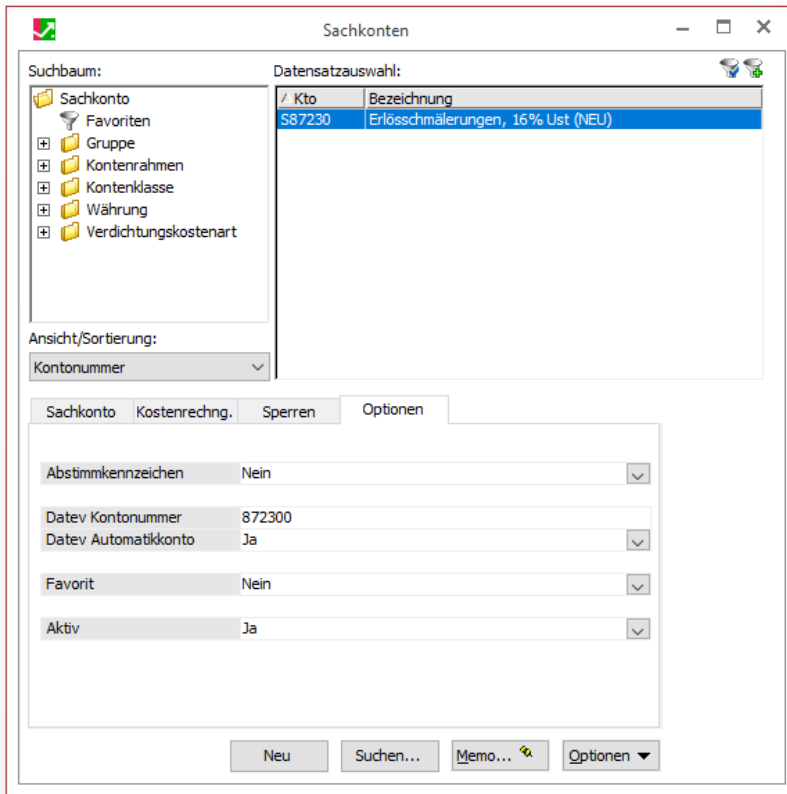 Sachkonten
Suchbaum:
Datensatzauswahl:
Sachkonto
Favoriten
Gruppe
Kontenrahmen
Kontenklasse
Währung
Verdichtungskostenart
Kto Bezeichnung
S87230 Erlösschmälerungen, 16% Ust (NEU)
Ansicht/Sortierung:
Kontonummer
Sachkonto Kostenrechng. Sperren Optionen
Abstimmkennzeichen Nein
Datev Kontonummer 872300
Datev Automatikkonto Ja
Favorit Nein
Aktiv Ja
Neu Suchen... Memo... Optionen